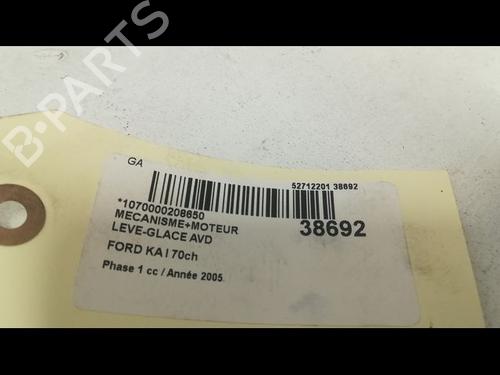 B-PARTS
GA
52712201 38692
*1070000208650
38692
MECANISME+MOTEUR
LEVE-GLACE AVD
FORD KA I 70ch
Phase 1 cc / Année 2005.